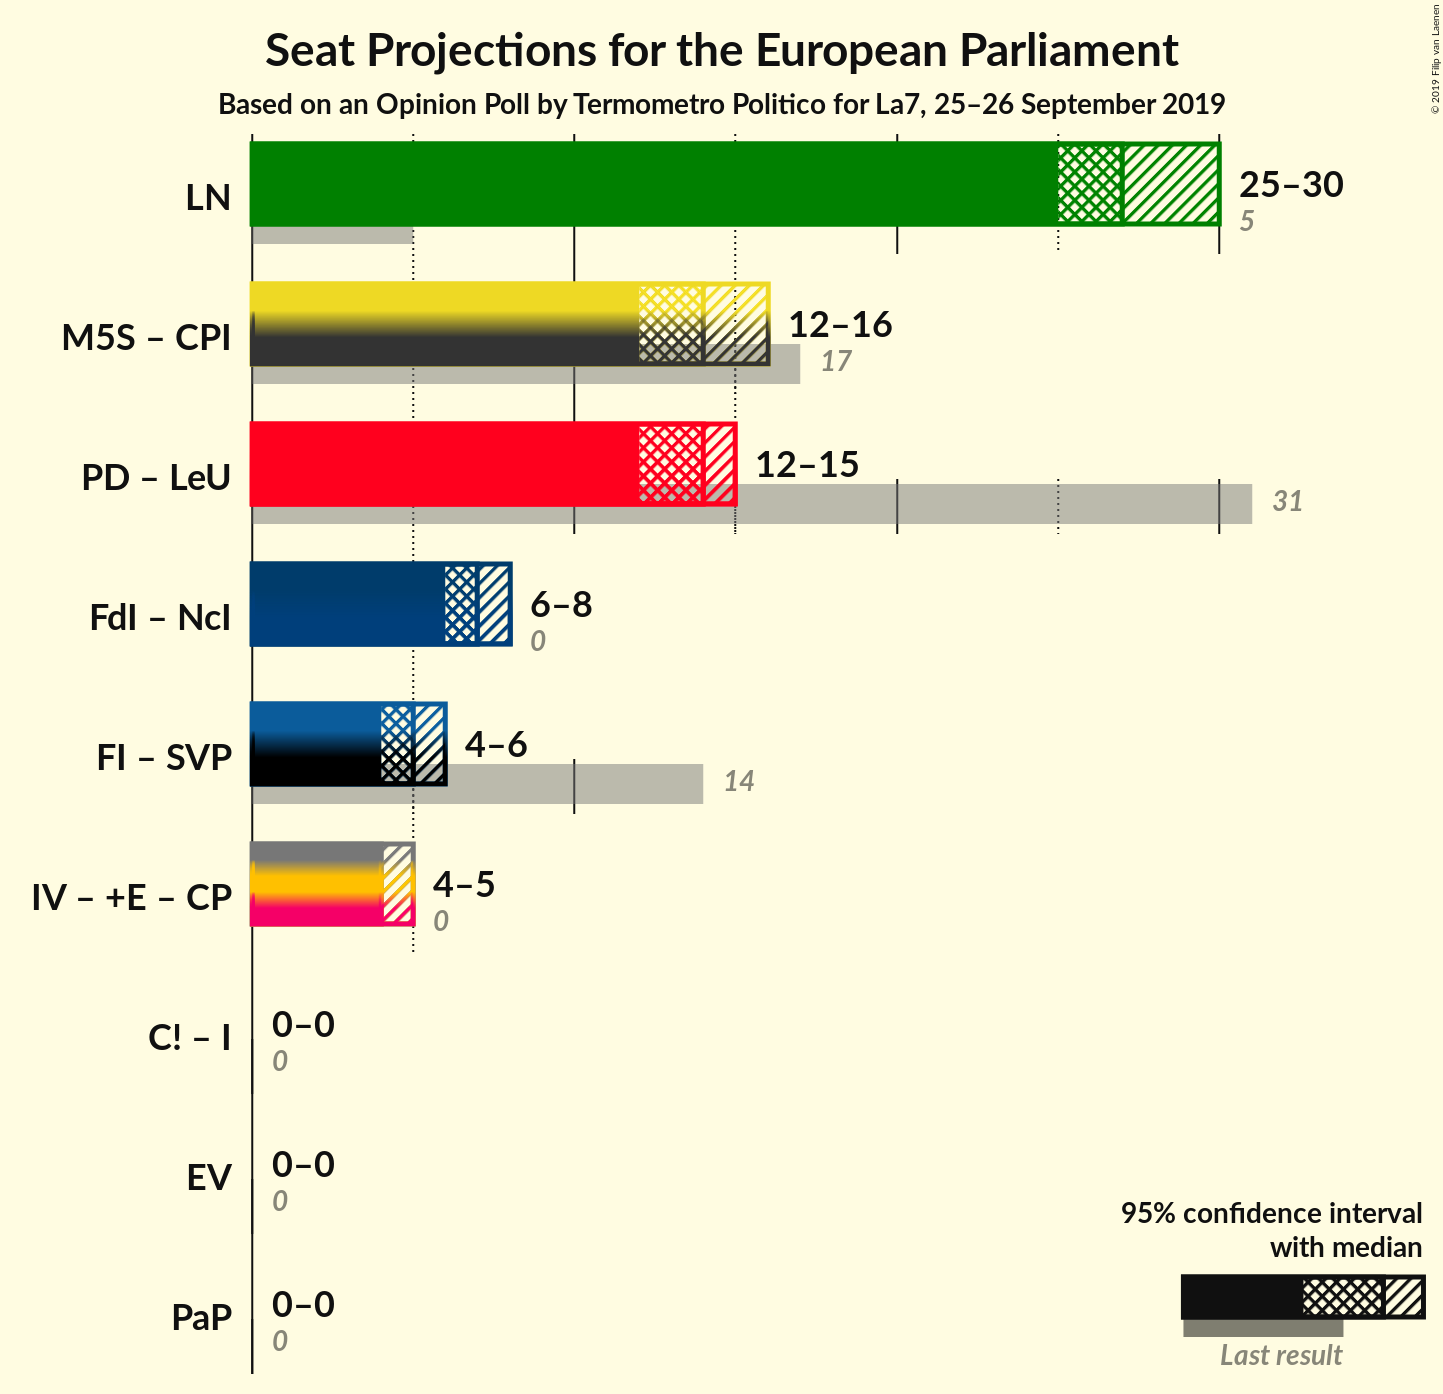 Seat Projections for the European Parliament
Based on an Opinion Poll by Termometro Politico for La7, 25–26 September 2019
© 2019 Filip van Laenen
LN
25–30
5
M5S – CPI
12–16
17
PD – LeU
12–15
31
FdI – NcI
6–8
0
FI – SVP
4–6
14
IV – +E – CP
4–5
0
C! – I
0–0
0
EV
0–0
0
PaP
0–0
0
95% confidence interval
with median
Last result